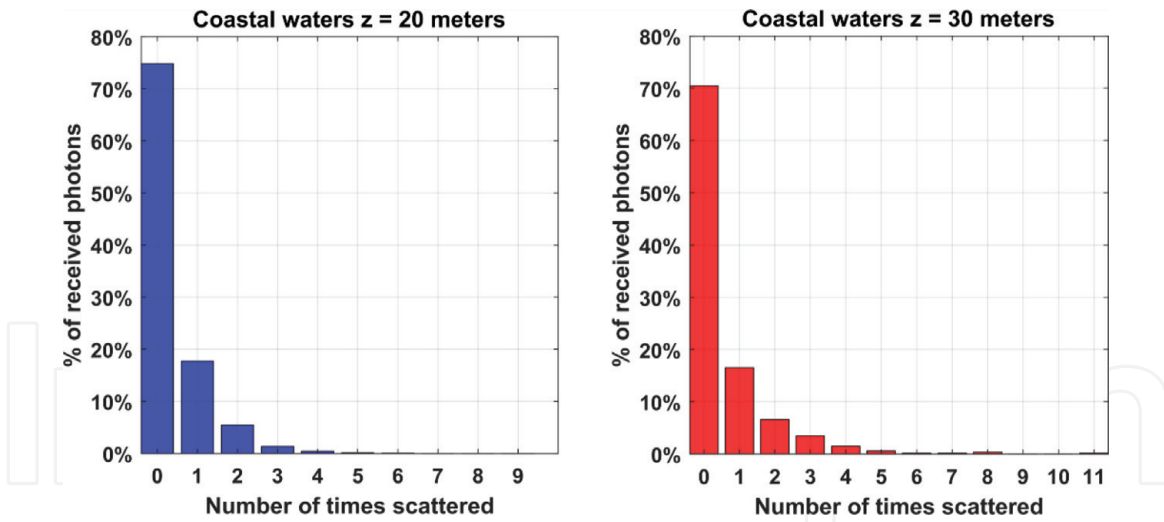 Coastal waters z = 20 meters
80%
70%
60%
50%
40%
30%
20%
10%
0%
% of received photons
0 1 2 3 4 5 6 7 8 9
Number of times scattered
Coastal waters z = 30 meters
80%
70%
60%
50%
40%
30%
20%
10%
0%
% of received photons
0 1 2 3 4 5 6 7 8 9 10 11
Number of times scattered